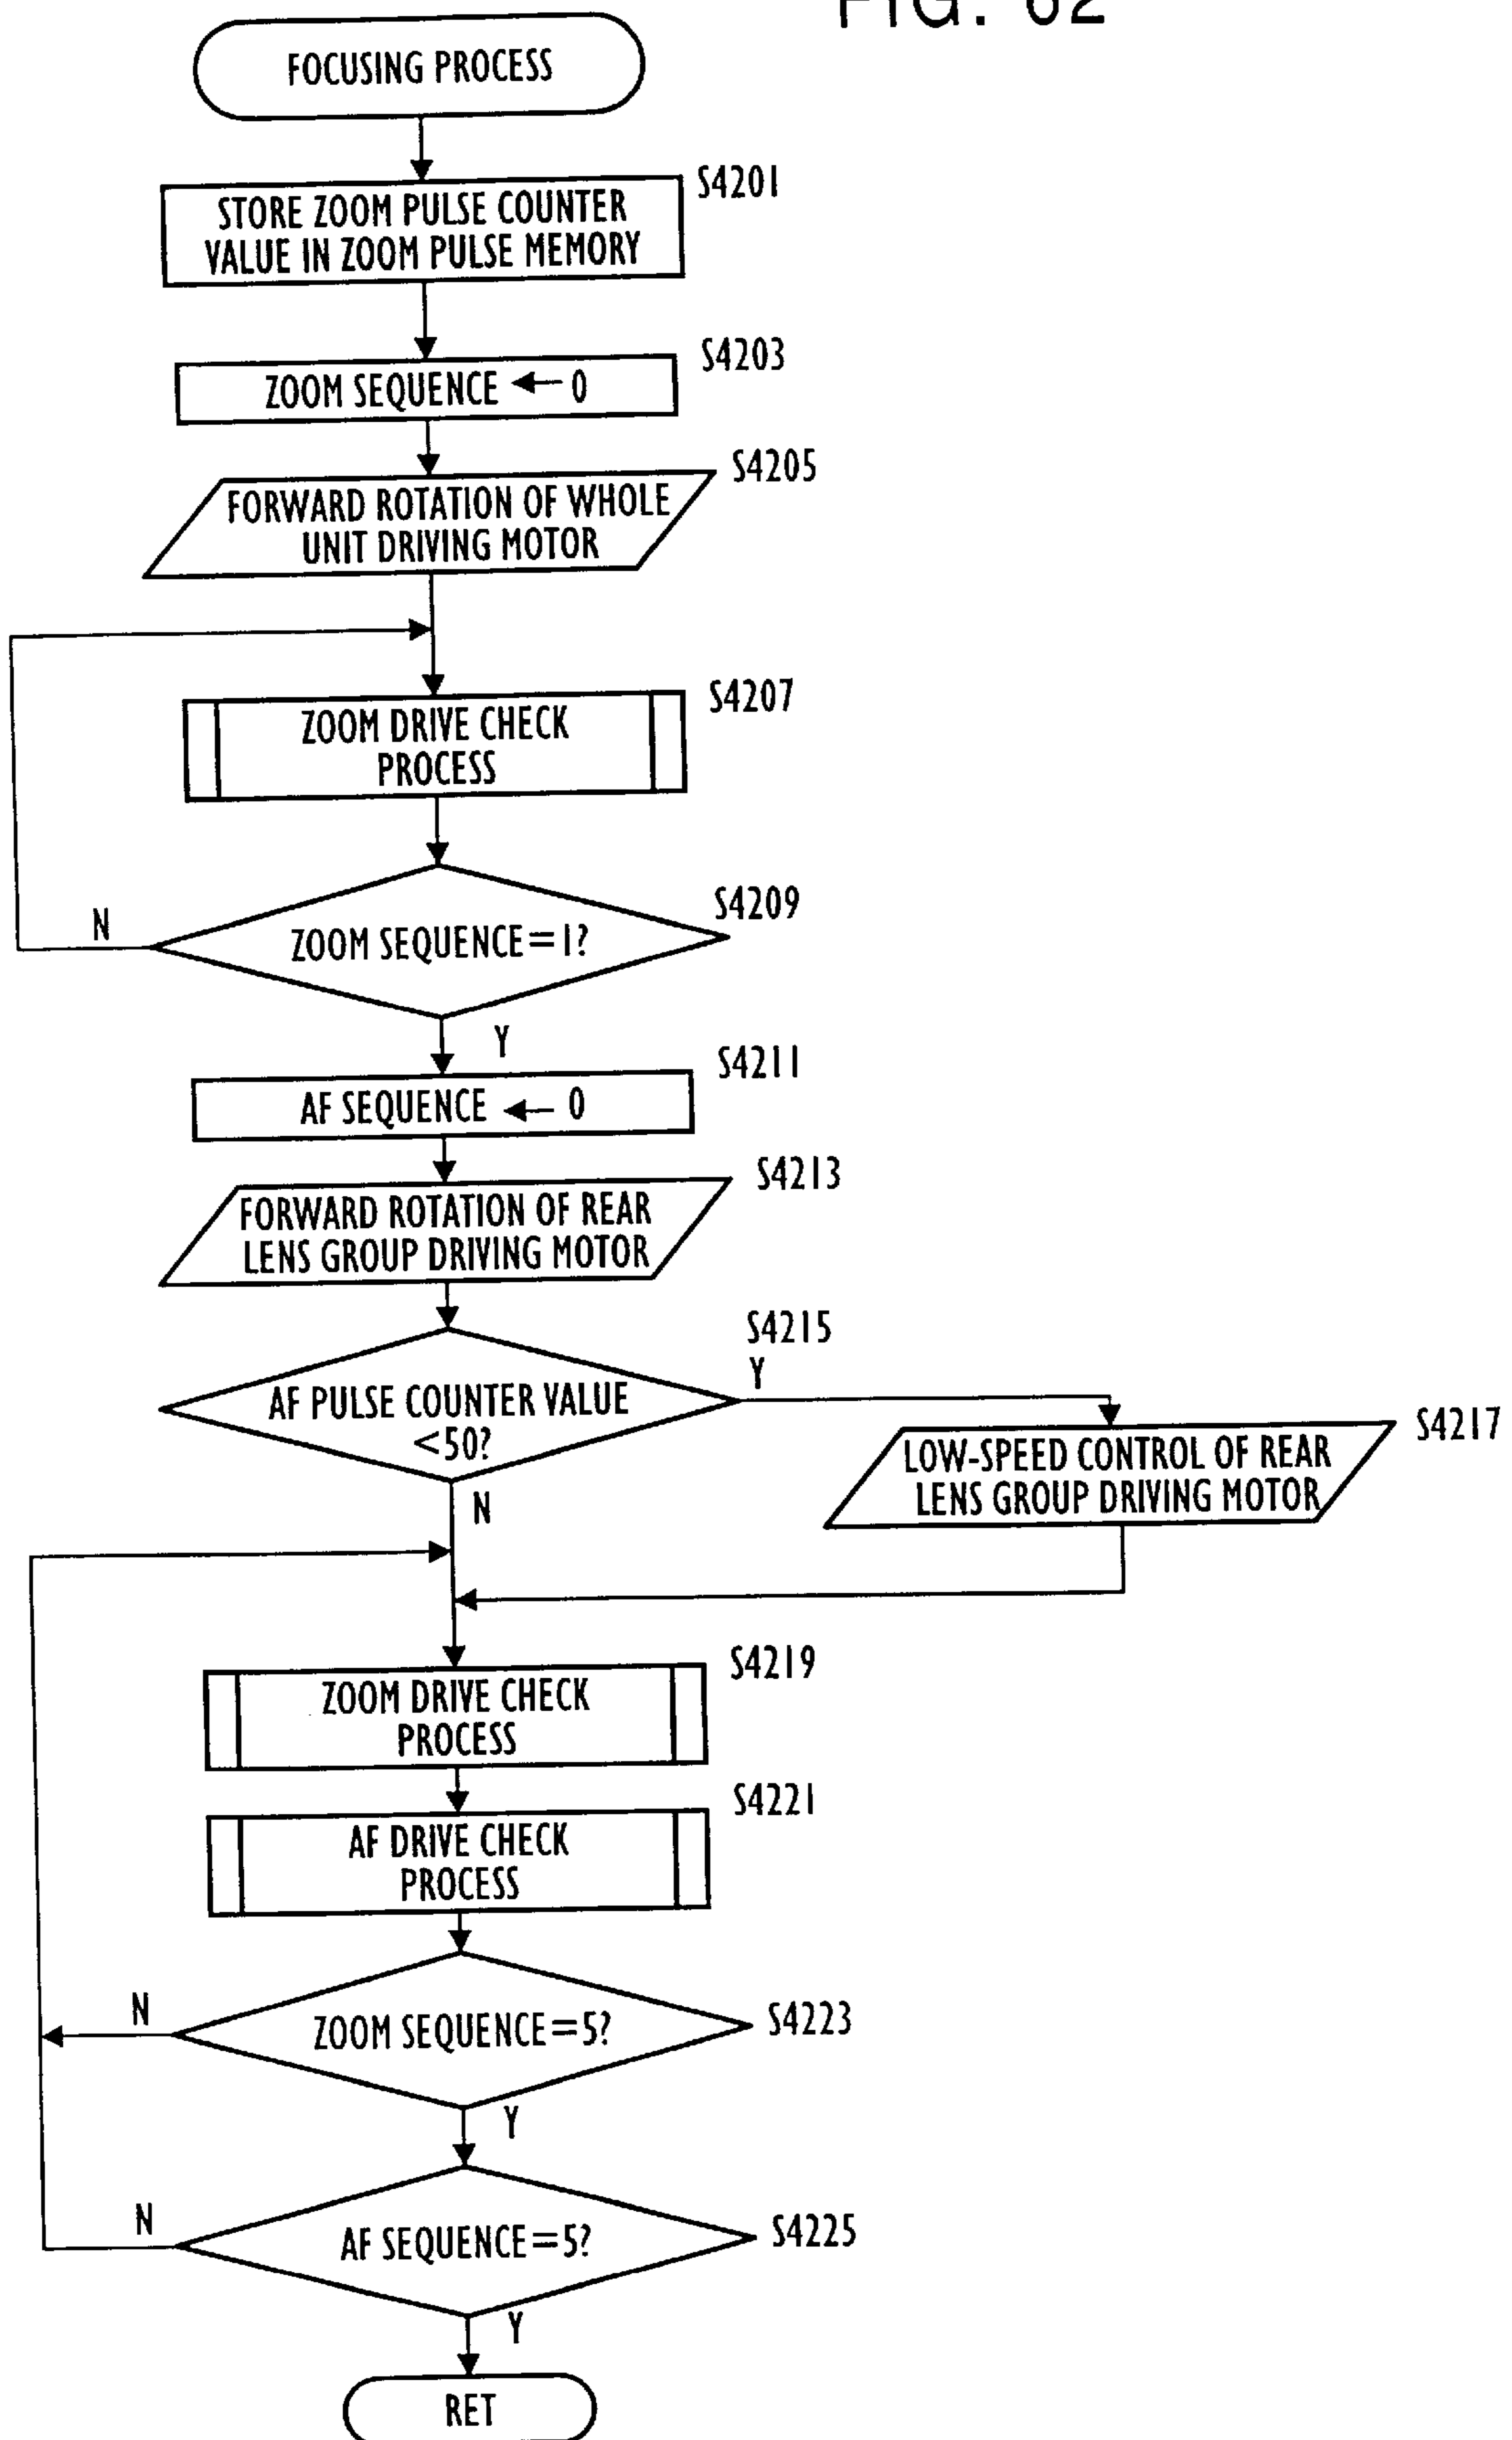 FIG. 62
FOCUSING PROCESS
S4201
STORE ZOOM PULSE COUNTER
VALUE IN ZOOM PULSE MEMORY
S4203
ZOOM SEQUENCE ← 0
S4205
FORWARD ROTATION OF WHOLE
UNIT DRIVING MOTOR
S4207
ZOOM DRIVE CHECK
PROCESS
S4209
N
ZOOM SEQUENCE=1?
Y
S4211
AF SEQUENCE ← 0
S4213
FORWARD ROTATION OF REAR
LENS GROUP DRIVING MOTOR
S4215
Y
AF PULSE COUNTER VALUE
<50?
S4217
LOW-SPEED CONTROL OF REAR
LENS GROUP DRIVING MOTOR
N
S4219
ZOOM DRIVE CHECK
PROCESS
S4221
AF DRIVE CHECK
PROCESS
N
ZOOM SEQUENCE=5?
S4223
Y
N
AF SEQUENCE=5?
S4225
Y
RET